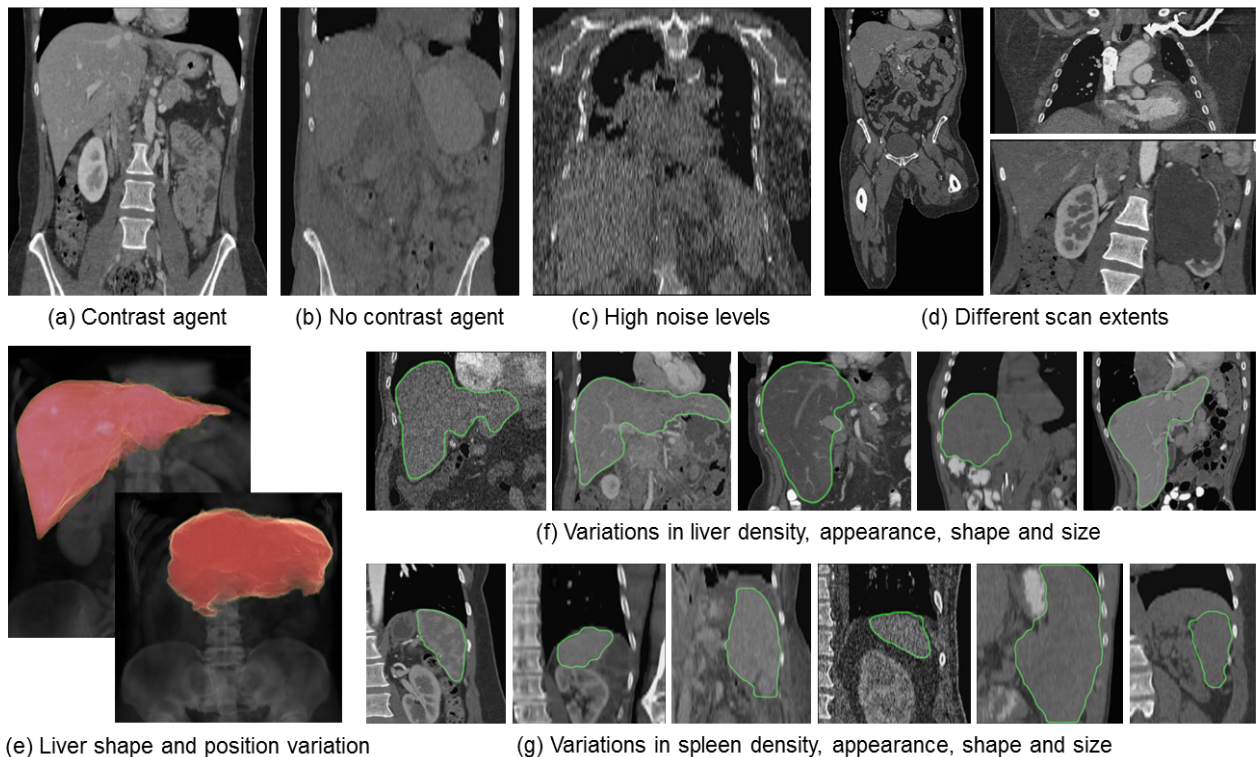 (a) Contrast agent
(b) No contrast agent
(c) High noise levels
(d) Different scan extents
(f) Variations in liver density, appearance, shape and size
(e) Liver shape and position variation
(g) Variations in spleen density, appearance, shape and size